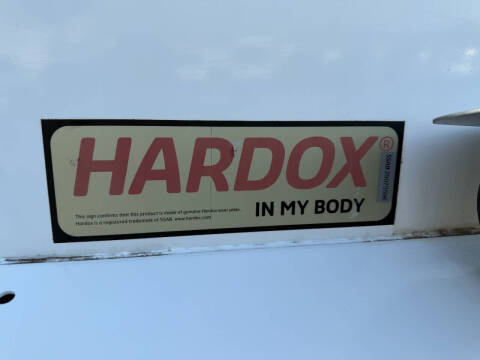 HARDOX®
IN MY BODY
This sign confirms that this product is made of genuine Hardox wear plate.
Hardox is a registered trademark of SSAB. www.hardox.com
SSAB